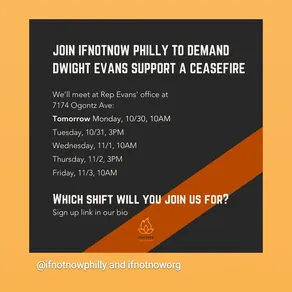 JOIN IFNOTNOW PHILLY TO DEMAND
DWIGHT EVANS SUPPORT A CEASEFIRE
We'll meet at Rep Evans' office at
7174 Ogontz Ave:
Tomorrow Monday, 10/30, 10AM
Tuesday, 10/31, 3PM
Wednesday, 11/1, 10AM
Thursday, 11/2, 3PM
Friday, 11/3, 10AM
WHICH SHIFT WILL YOU JOIN US FOR?
Sign up link in our bio
@ifnotnowphilly and ifnotnoworg